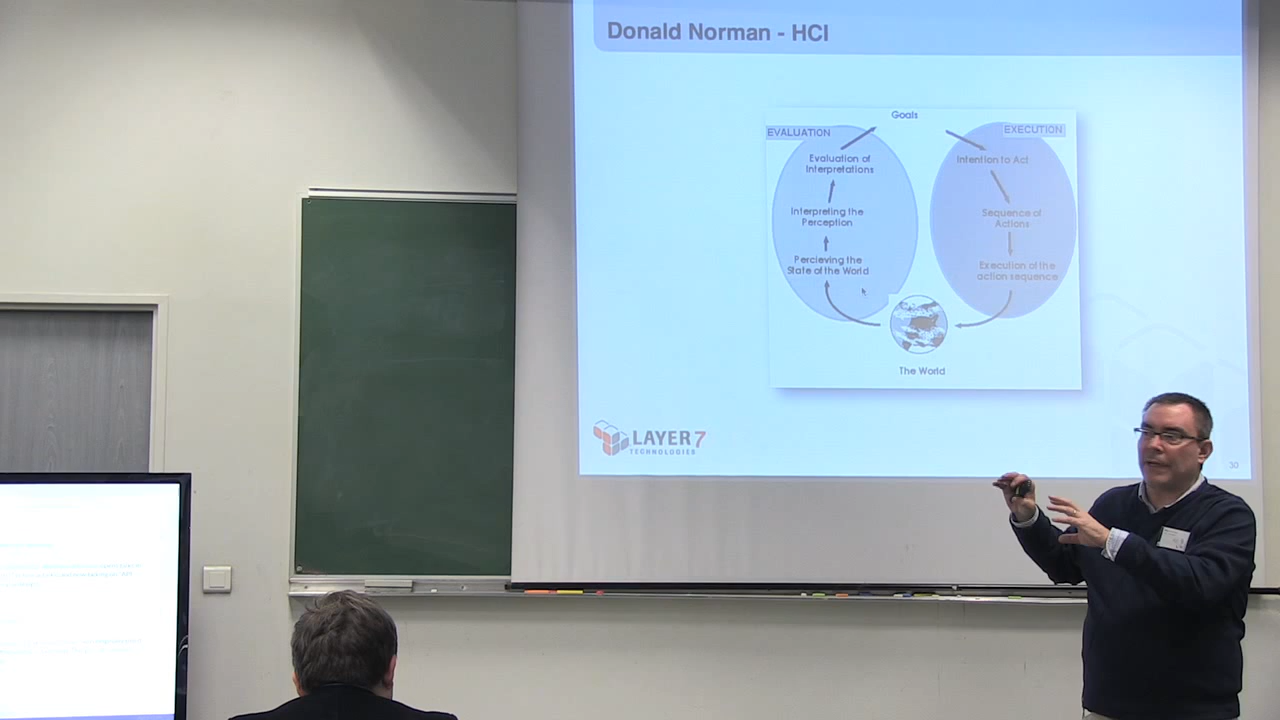 Donald Norman - HCI
Goals
EVALUATION
EXECUTION
Evaluation of
Interpretations
Intention to Act
Interpreting the
Perception
Sequence of
Actions
Percieving the
State of the World
Execution of the
action sequence
The World
LAYER 7
TECHNOLOGIES
30